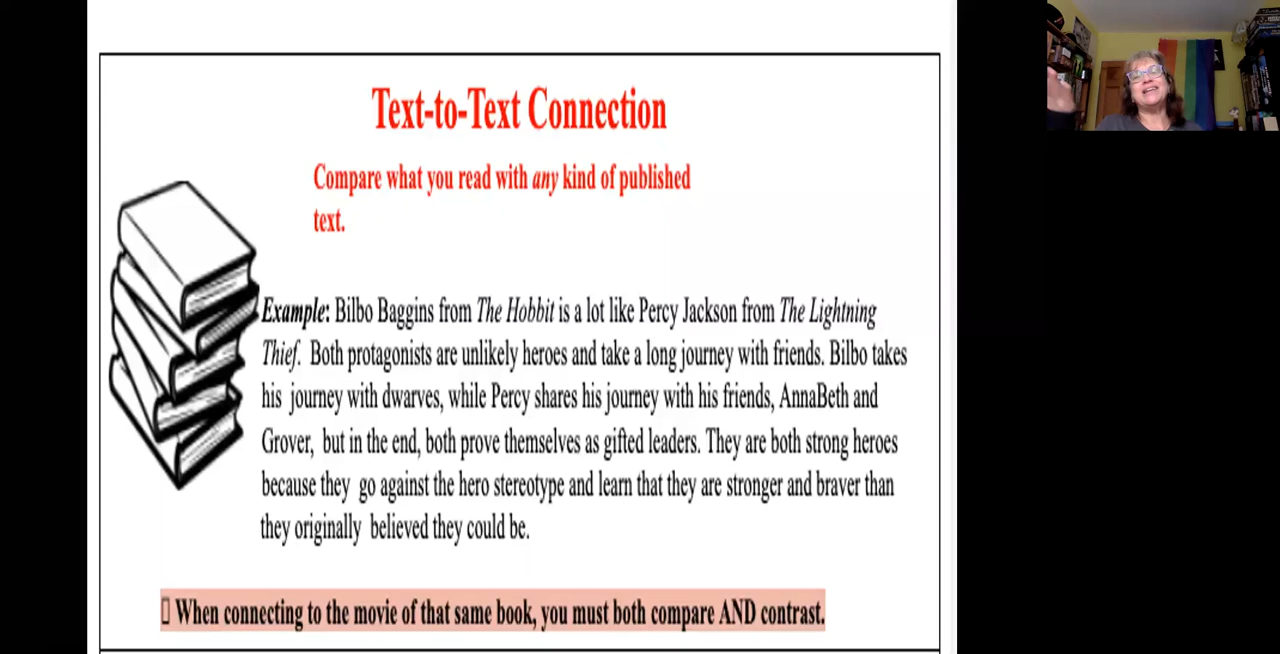 Text-to-Text Connection
Compare what you read with any kind of published
text.
Example: Bilbo Baggins from The Hobbit is a lot like Percy Jackson from The Lightning
Thief. Both protagonists are unlikely heroes and take a long journey with friends. Bilbo takes
his journey with dwarves, while Percy shares his journey with his friends, AnnaBeth and
Grover, but in the end, both prove themselves as gifted leaders. They are both strong heroes
because they go against the hero stereotype and learn that they are stronger and braver than
they originally believed they could be.
When connecting to the movie of that same book, you must both compare AND contrast.